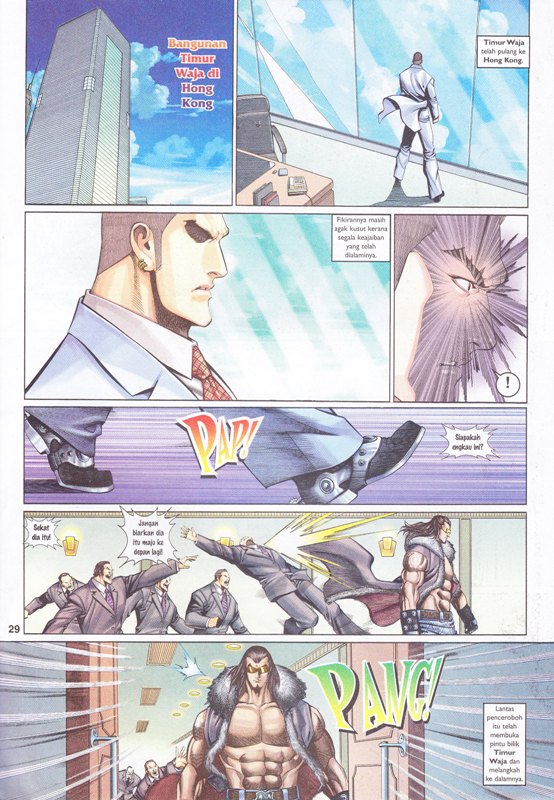 Bangunan
Timur
Waja di
Hong
Kong
Timur Waja
telah pulang ke
Hong Kong.
Fikirannya masih
agak kusut kerana
segala keajaiban
yang telah
dialaminya.
!
PAP!
Siapakah
engkau ini?
Sekat
dia itu!
Jangan
biarkan dia
itu maju ke
depan lagi!
29
PANG!
Lantas
penceroboh
itu telah
membuka
pintu bilik
Timur
Waja dan
melangkah
ke dalamnya.